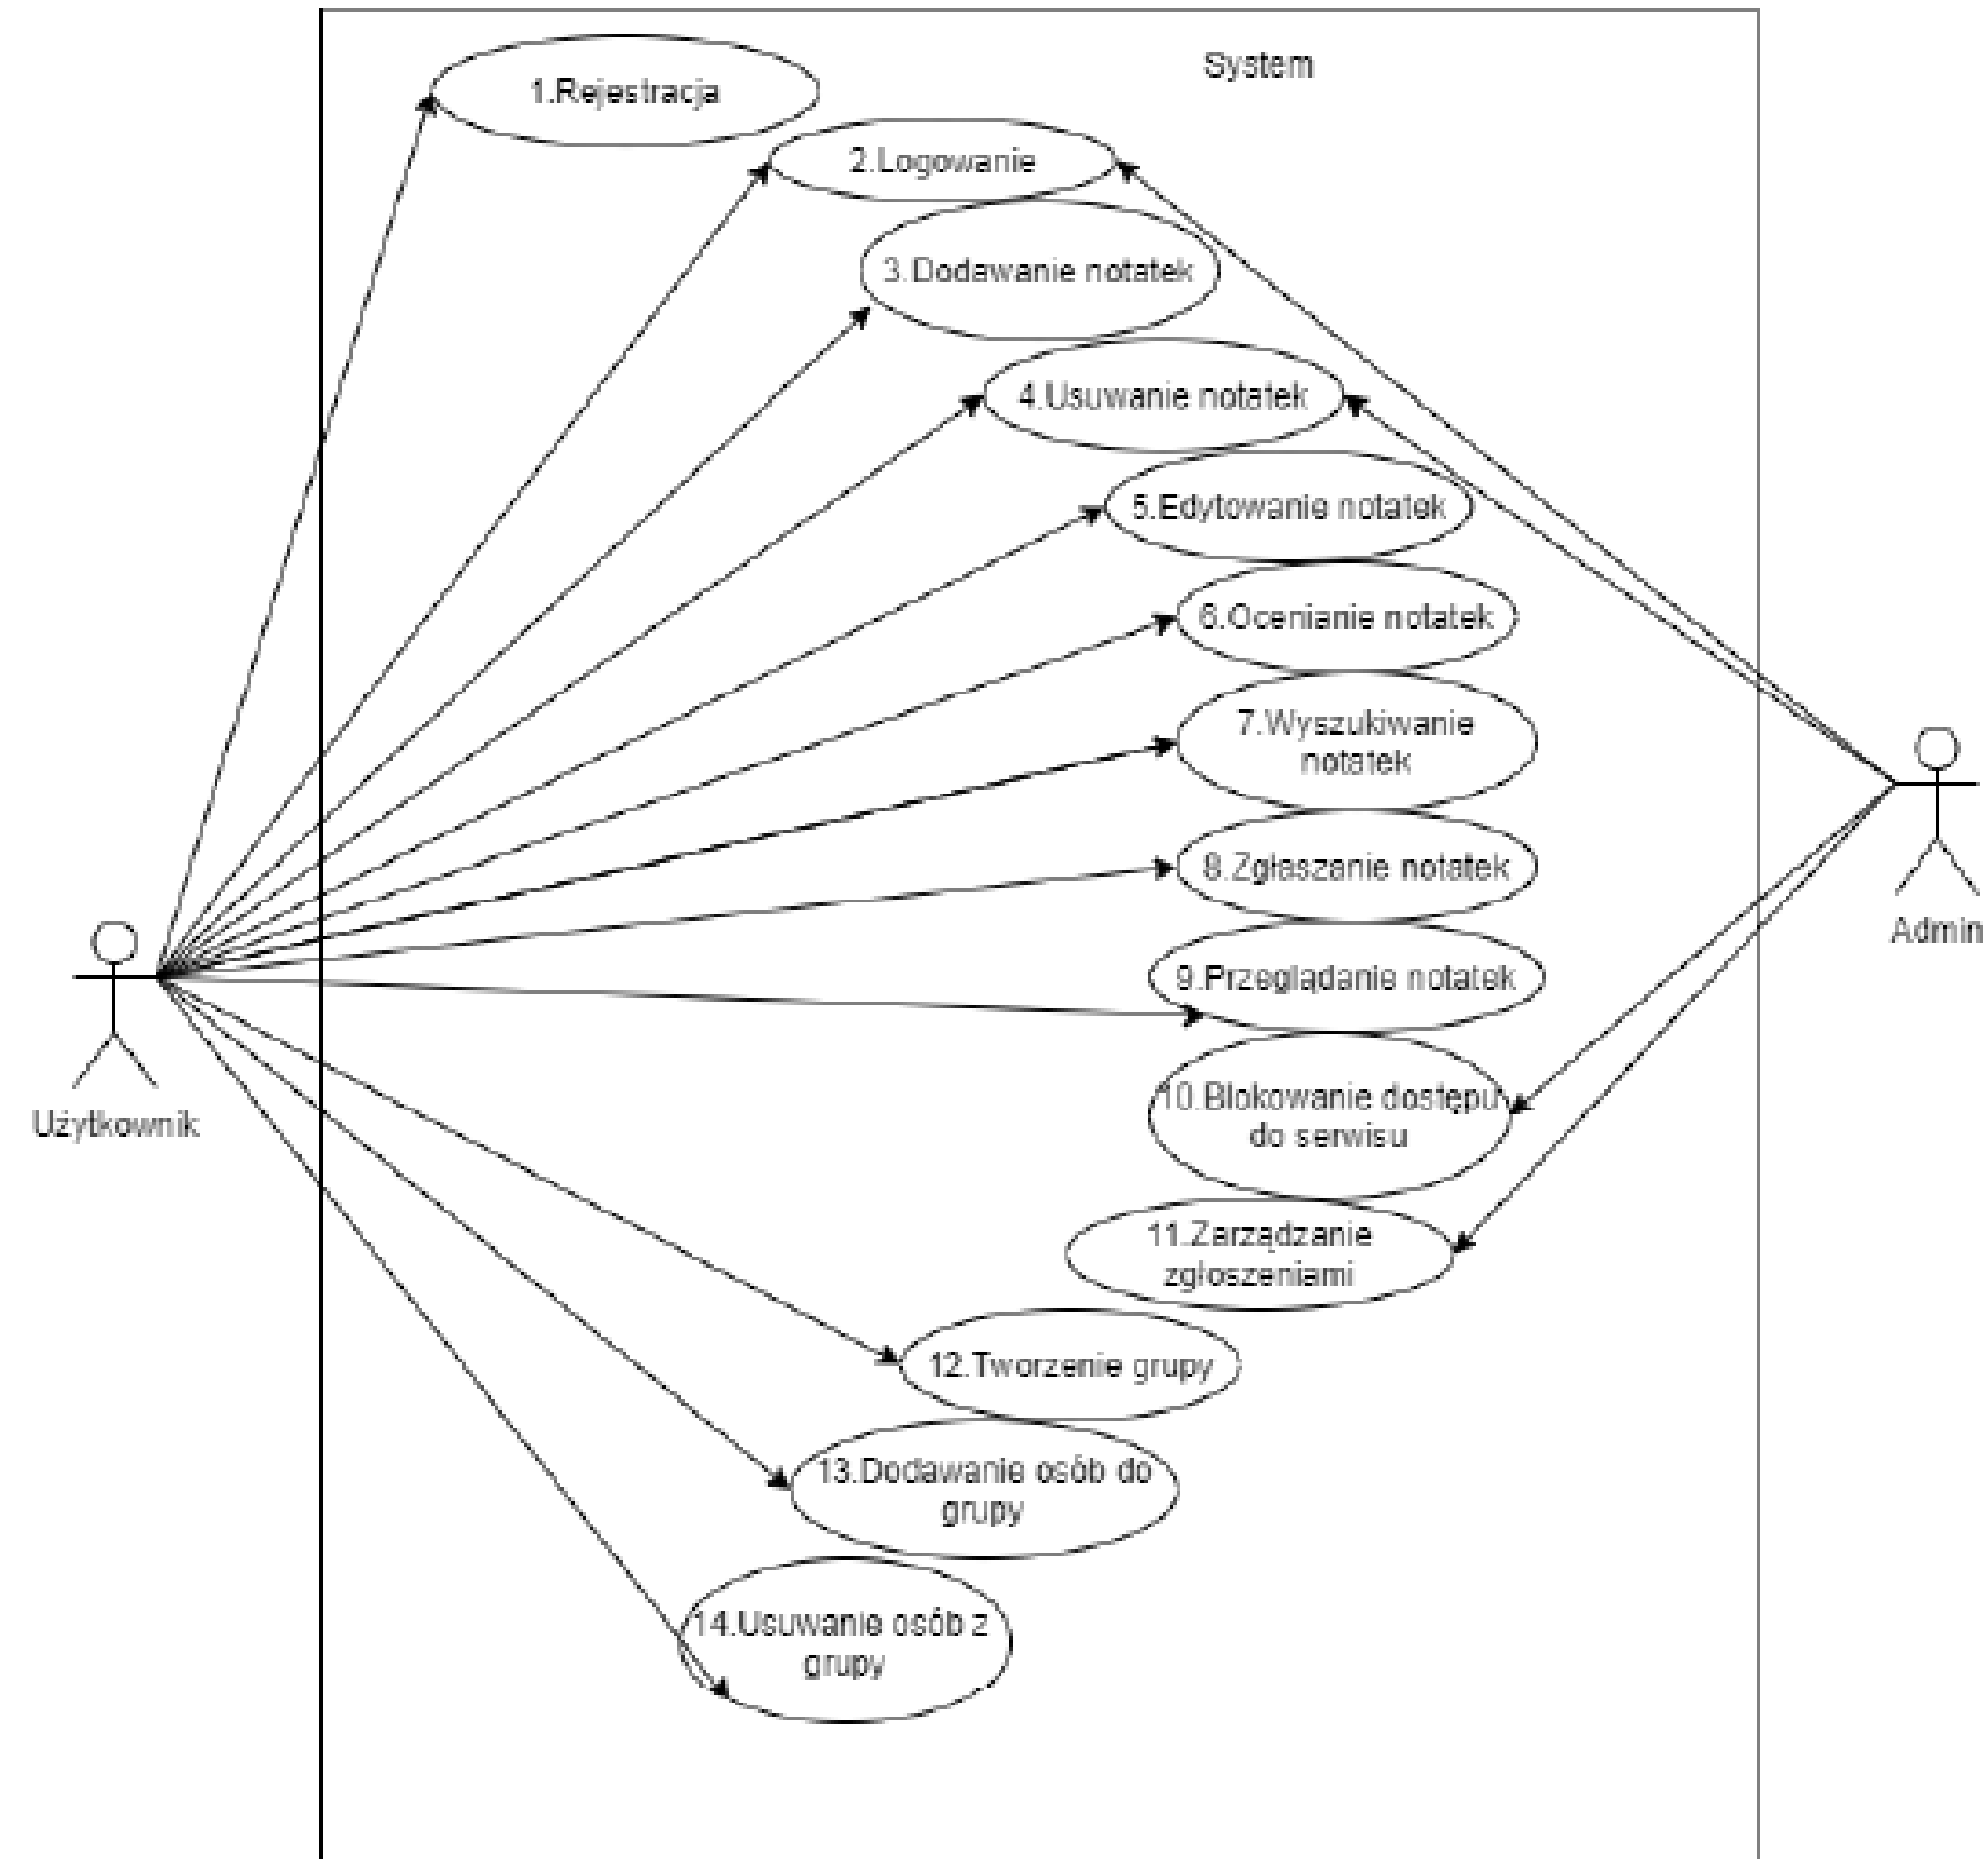 System
1.Rejestracja
2.Logowanie
3.Dodawanie notatek
4.Usuwanie notatek
5.Edytowanie notatek
6.Ocenianie notatek
7.Wyszukiwanie
notatek
8.Zgłaszanie notatek
9.Przeglądanie notatek
10.Blokowanie dostępu
do serwisu
11.Zarządzanie
zgłoszeniami
12.Tworzenie grupy
13.Dodawanie osób do
grupy
14.Usuwanie osób z
grupy
Użytkownik
Admin